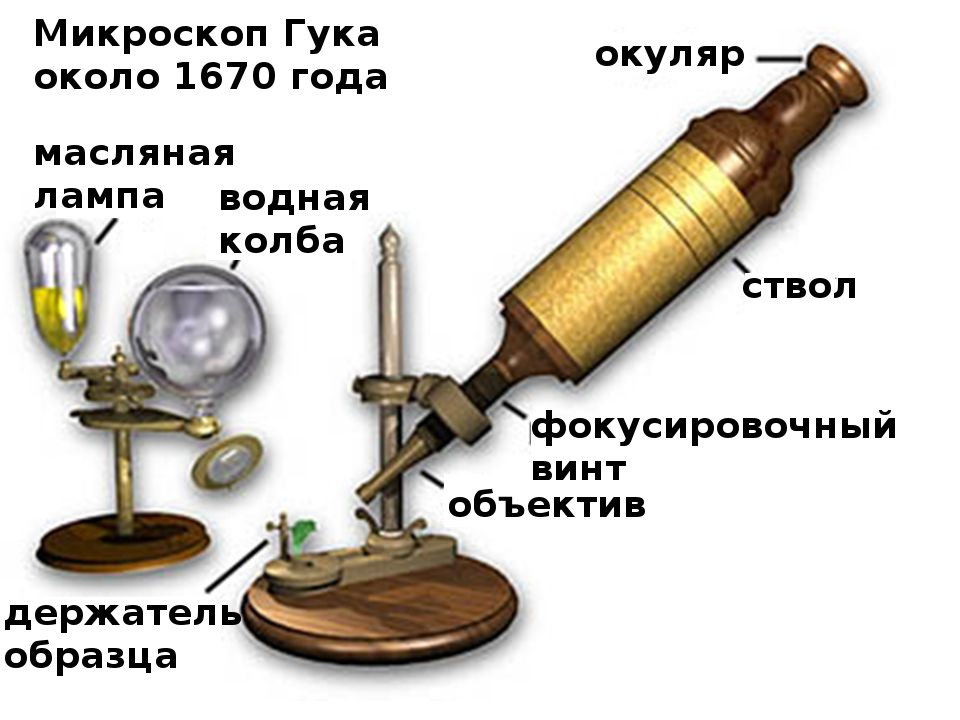 Микроскоп Гука
около 1670 года
окуляр
масляная
лампа
водная
колба
ствол
фокусировочный
винт
объектив
держатель
образца